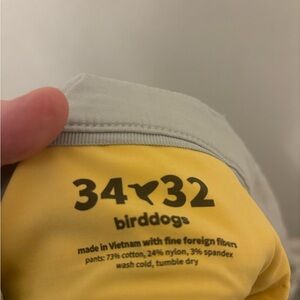 34 32
birddogs
made in Vietnam with fine foreign fibers
pants: 73% cotton, 24% nylon, 3% spandex
wash cold, tumble dry